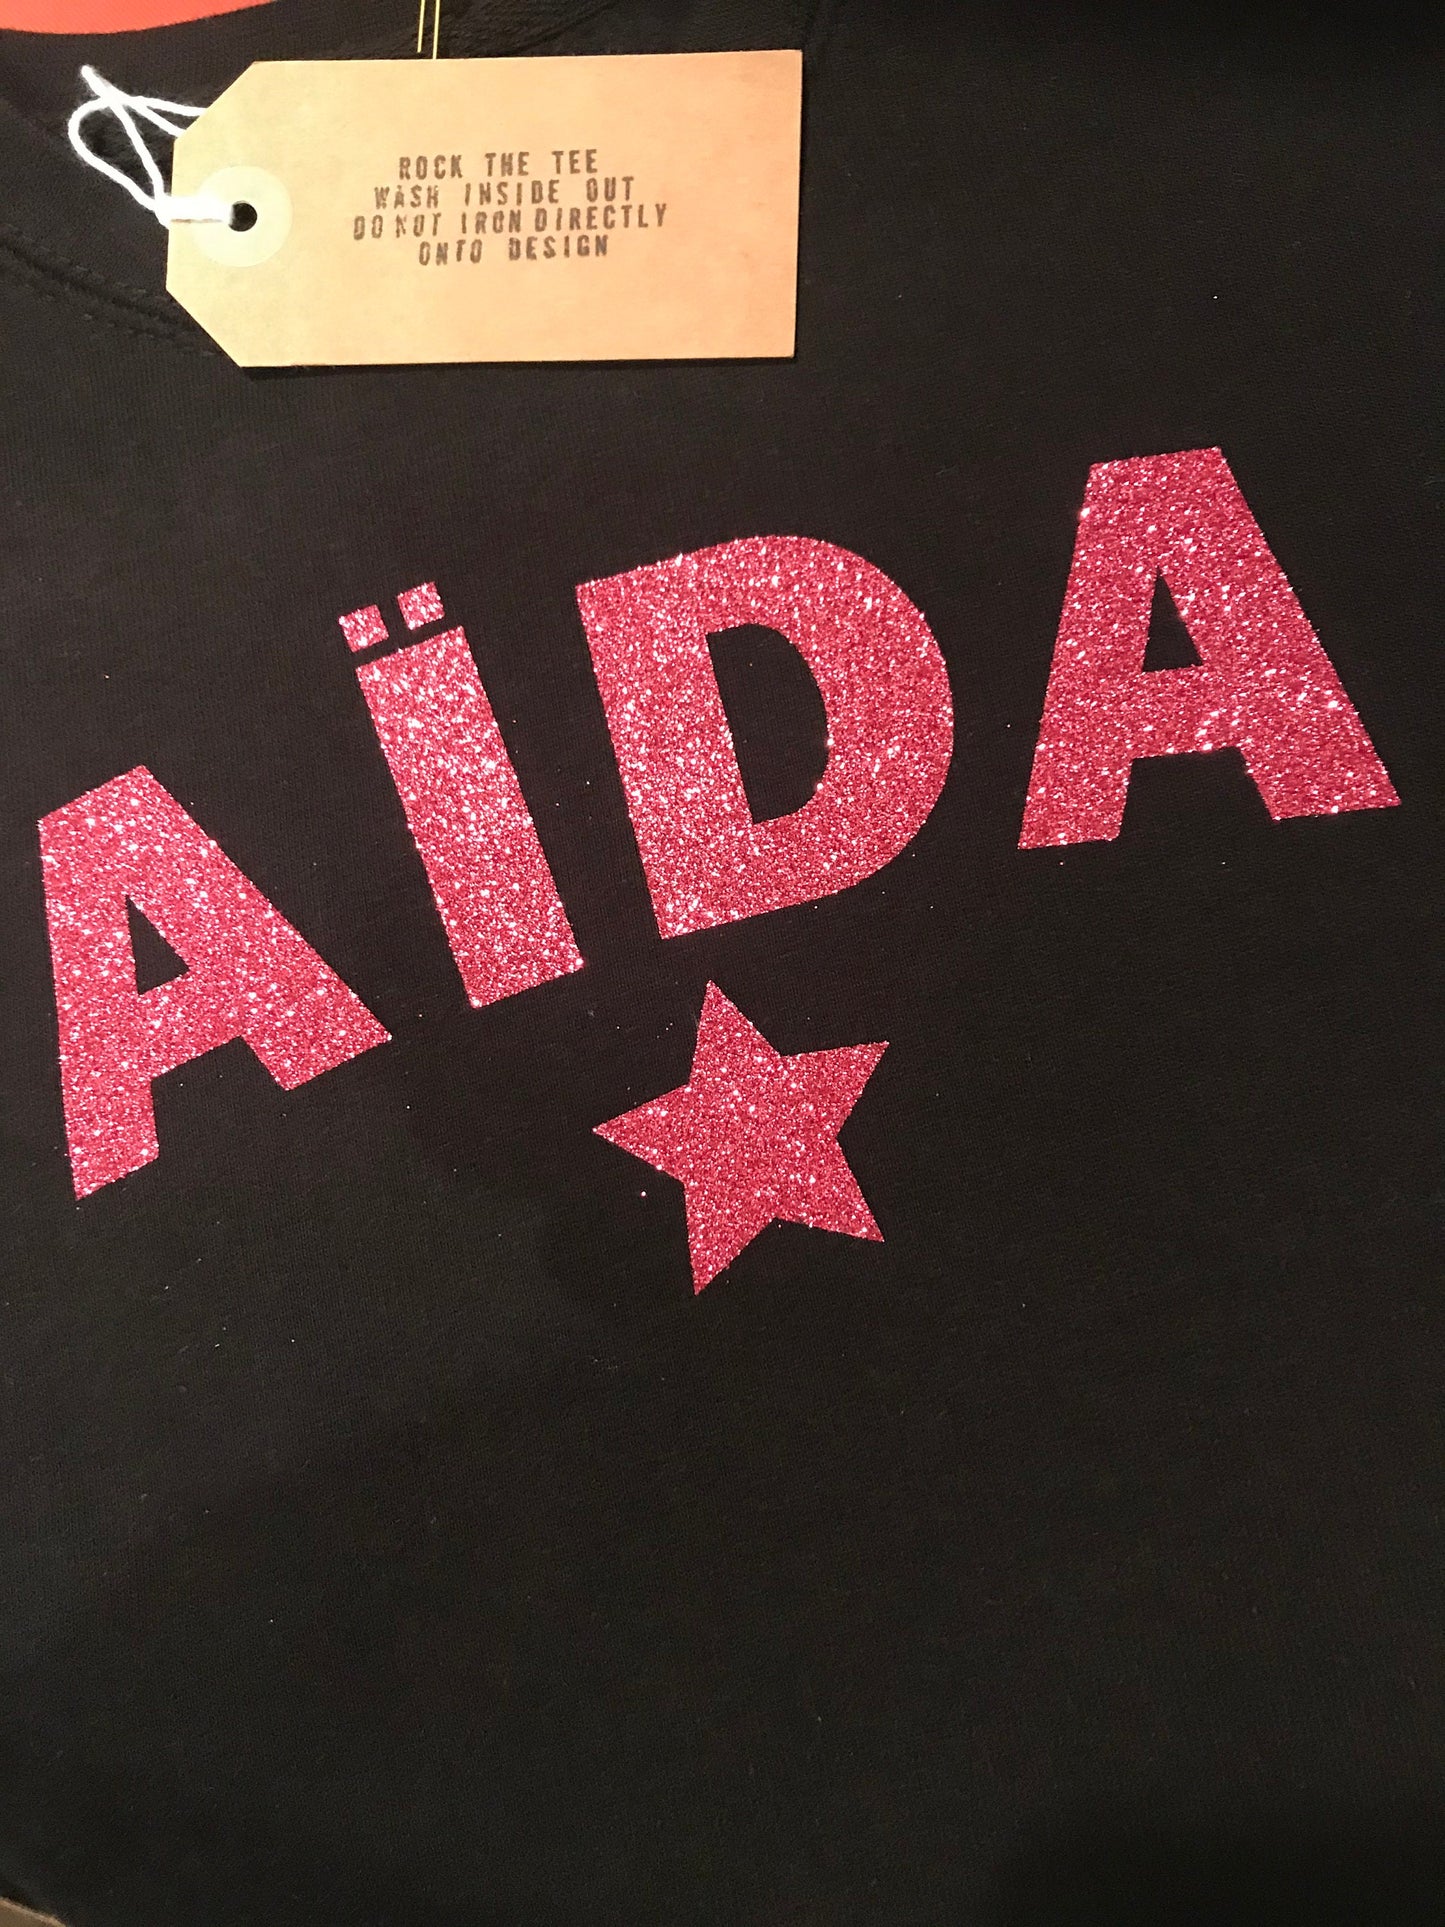 ROCK THE TEE
WASH INSIDE OUT
DO NOT IRON DIRECTLY
ONTO DESIGN
AÏDA